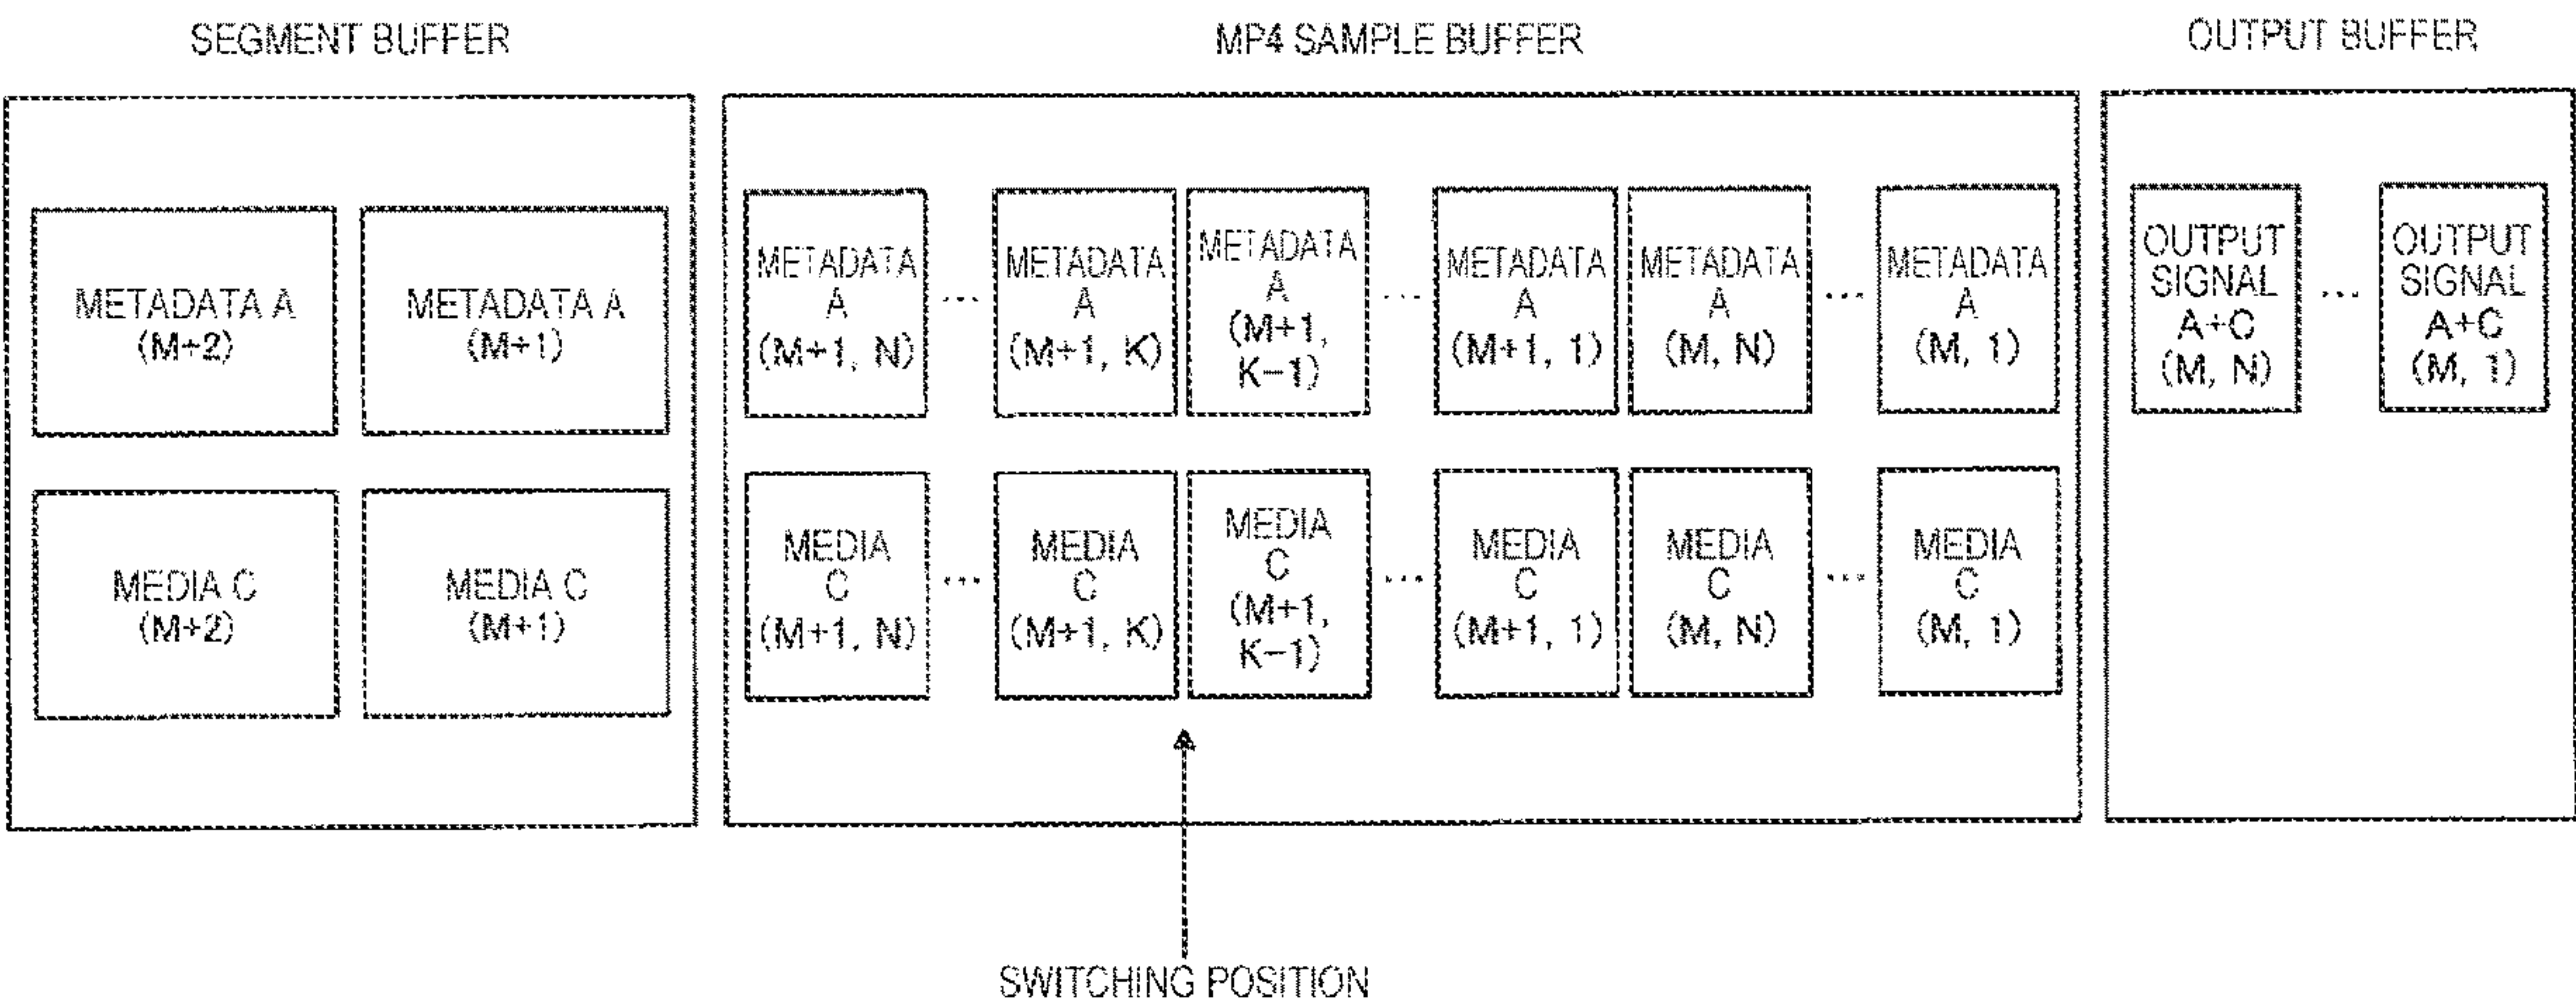 SEGMENT BUFFER
MP4 SAMPLE BUFFER
OUTPUT BUFFER
METADATA A
(M+2)
METADATA A
(M+1)
METADATA
A
(M+1, N)
...
METADATA
A
(M+1, K)
METADATA
A
(M+1,
K-1)
...
METADATA
A
(M+1, 1)
METADATA
A
(M, N)
...
METADATA
A
(M, 1)
OUTPUT
SIGNAL
A+C
(M, N)
...
OUTPUT
SIGNAL
A+C
(M, 1)
MEDIA C
(M+2)
MEDIA C
(M+1)
MEDIA
C
(M+1, N)
...
MEDIA
C
(M+1, K)
MEDIA
C
(M+1,
K-1)
...
MEDIA
C
(M+1, 1)
MEDIA
C
(M, N)
...
MEDIA
C
(M, 1)
SWITCHING POSITION